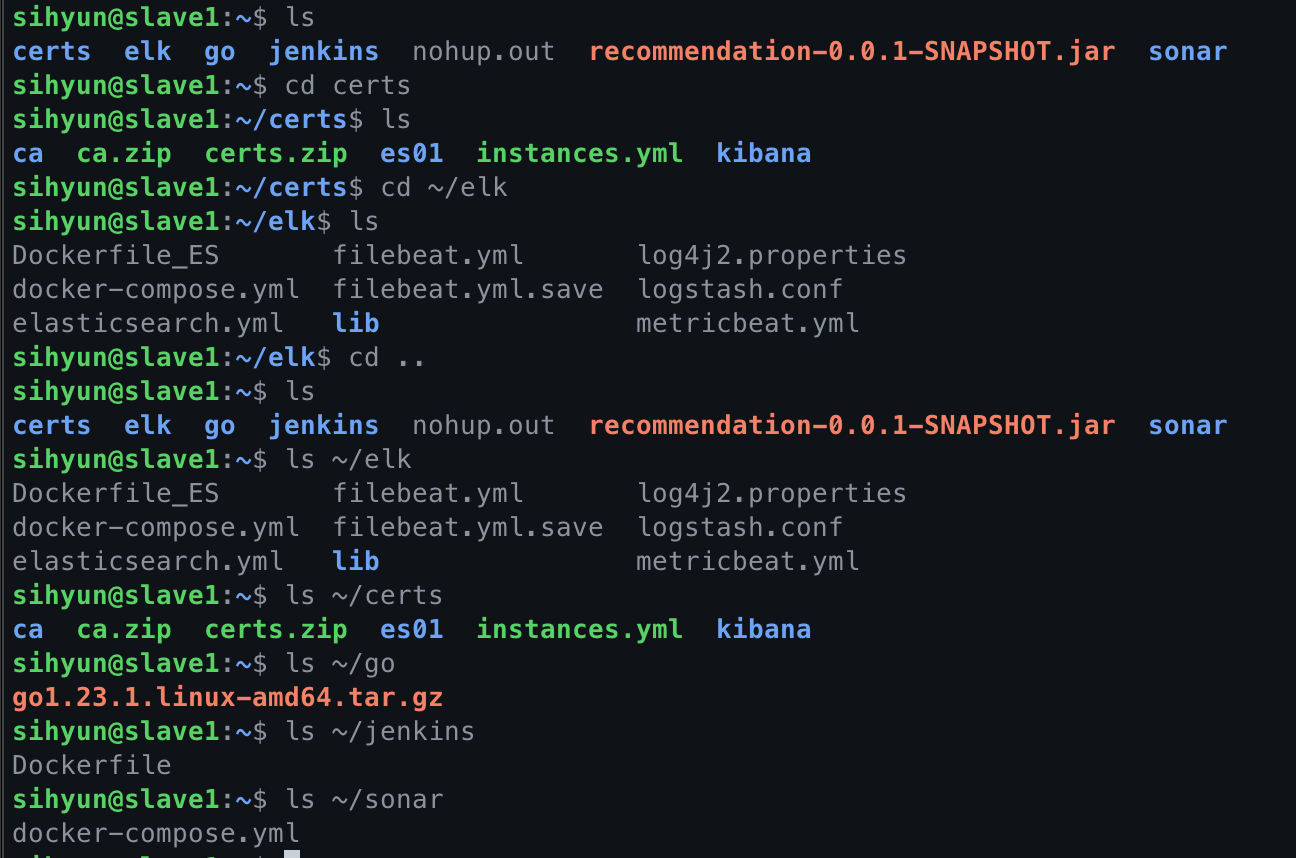 sihyun@slave1:~$ ls
certs  elk  go  jenkins  nohup.out  recommendation-0.0.1-SNAPSHOT.jar  sonar
sihyun@slave1:~$ cd certs
sihyun@slave1:~/certs$ ls
ca  ca.zip  certs.zip  es01  instances.yml  kibana
sihyun@slave1:~/certs$ cd ~/elk
sihyun@slave1:~/elk$ ls
Dockerfile_ES       filebeat.yml       log4j2.properties
docker-compose.yml  filebeat.yml.save  logstash.conf
elasticsearch.yml   lib                metricbeat.yml
sihyun@slave1:~/elk$ cd ..
sihyun@slave1:~$ ls
certs  elk  go  jenkins  nohup.out  recommendation-0.0.1-SNAPSHOT.jar  sonar
sihyun@slave1:~$ ls ~/elk
Dockerfile_ES       filebeat.yml       log4j2.properties
docker-compose.yml  filebeat.yml.save  logstash.conf
elasticsearch.yml   lib                metricbeat.yml
sihyun@slave1:~$ ls ~/certs
ca  ca.zip  certs.zip  es01  instances.yml  kibana
sihyun@slave1:~$ ls ~/go
go1.23.1.linux-amd64.tar.gz
sihyun@slave1:~$ ls ~/jenkins
Dockerfile
sihyun@slave1:~$ ls ~/sonar
docker-compose.yml